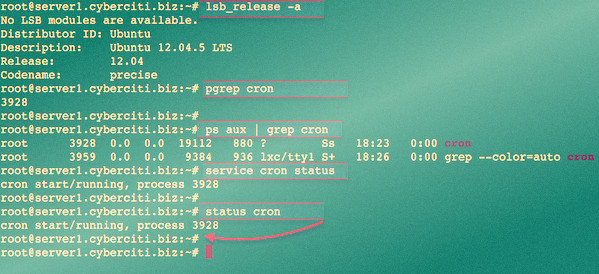 root@server1.cyberciti.biz:~# lsb_release -a
No LSB modules are available.
Distributor ID: Ubuntu
Description:    Ubuntu 12.04.5 LTS
Release:        12.04
Codename:       precise
root@server1.cyberciti.biz:~# pgrep cron
3928
root@server1.cyberciti.biz:~#
root@server1.cyberciti.biz:~# ps aux | grep cron
root      3928  0.0  0.0  19112   880 ?        Ss   18:23   0:00 cron
root      3959  0.0  0.0   9384   936 lxc/tty1 S+   18:26   0:00 grep --color=auto cron
root@server1.cyberciti.biz:~# service cron status
cron start/running, process 3928
root@server1.cyberciti.biz:~#
root@server1.cyberciti.biz:~# status cron
cron start/running, process 3928
root@server1.cyberciti.biz:~#
root@server1.cyberciti.biz:~#